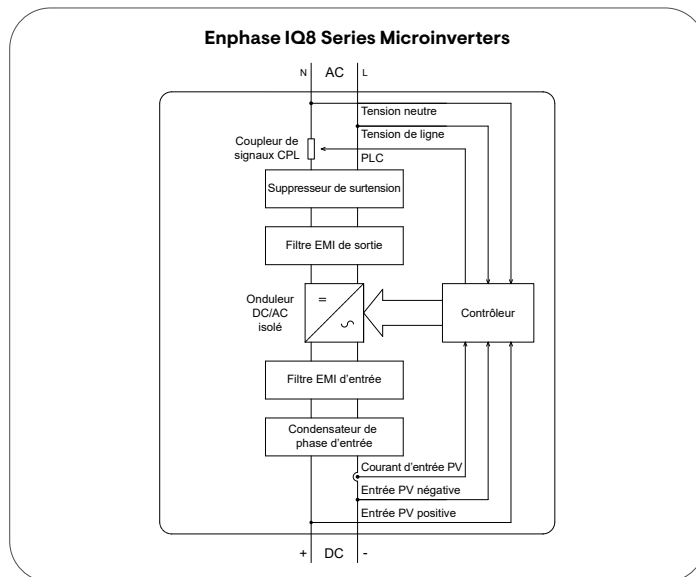 Enphase IQ8 Series Microinverters
N AC L
Tension neutre
Tension de ligne
Coupleur de
signaux CPL
PLC
Suppresseur de surtension
Filtre EMI de sortie
Onduleur
DC/AC
isolé
=
∽
Contrôleur
Filtre EMI d'entrée
Condensateur de
phase d'entrée
Courant d'entrée PV
Entrée PV négative
Entrée PV positive
+ DC -